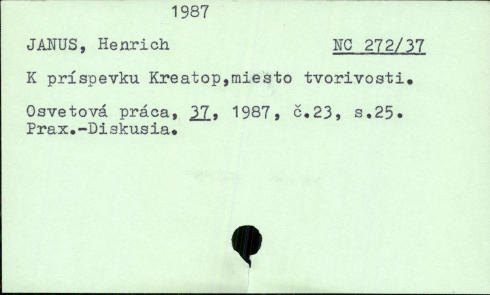 1987
JANUS, Henrich NC 272/37
K príspevku Kreatop,miesto tvorivosti.
Osvetová práca, 37, 1987, č.23, s.25.
Prax.-Diskusia.